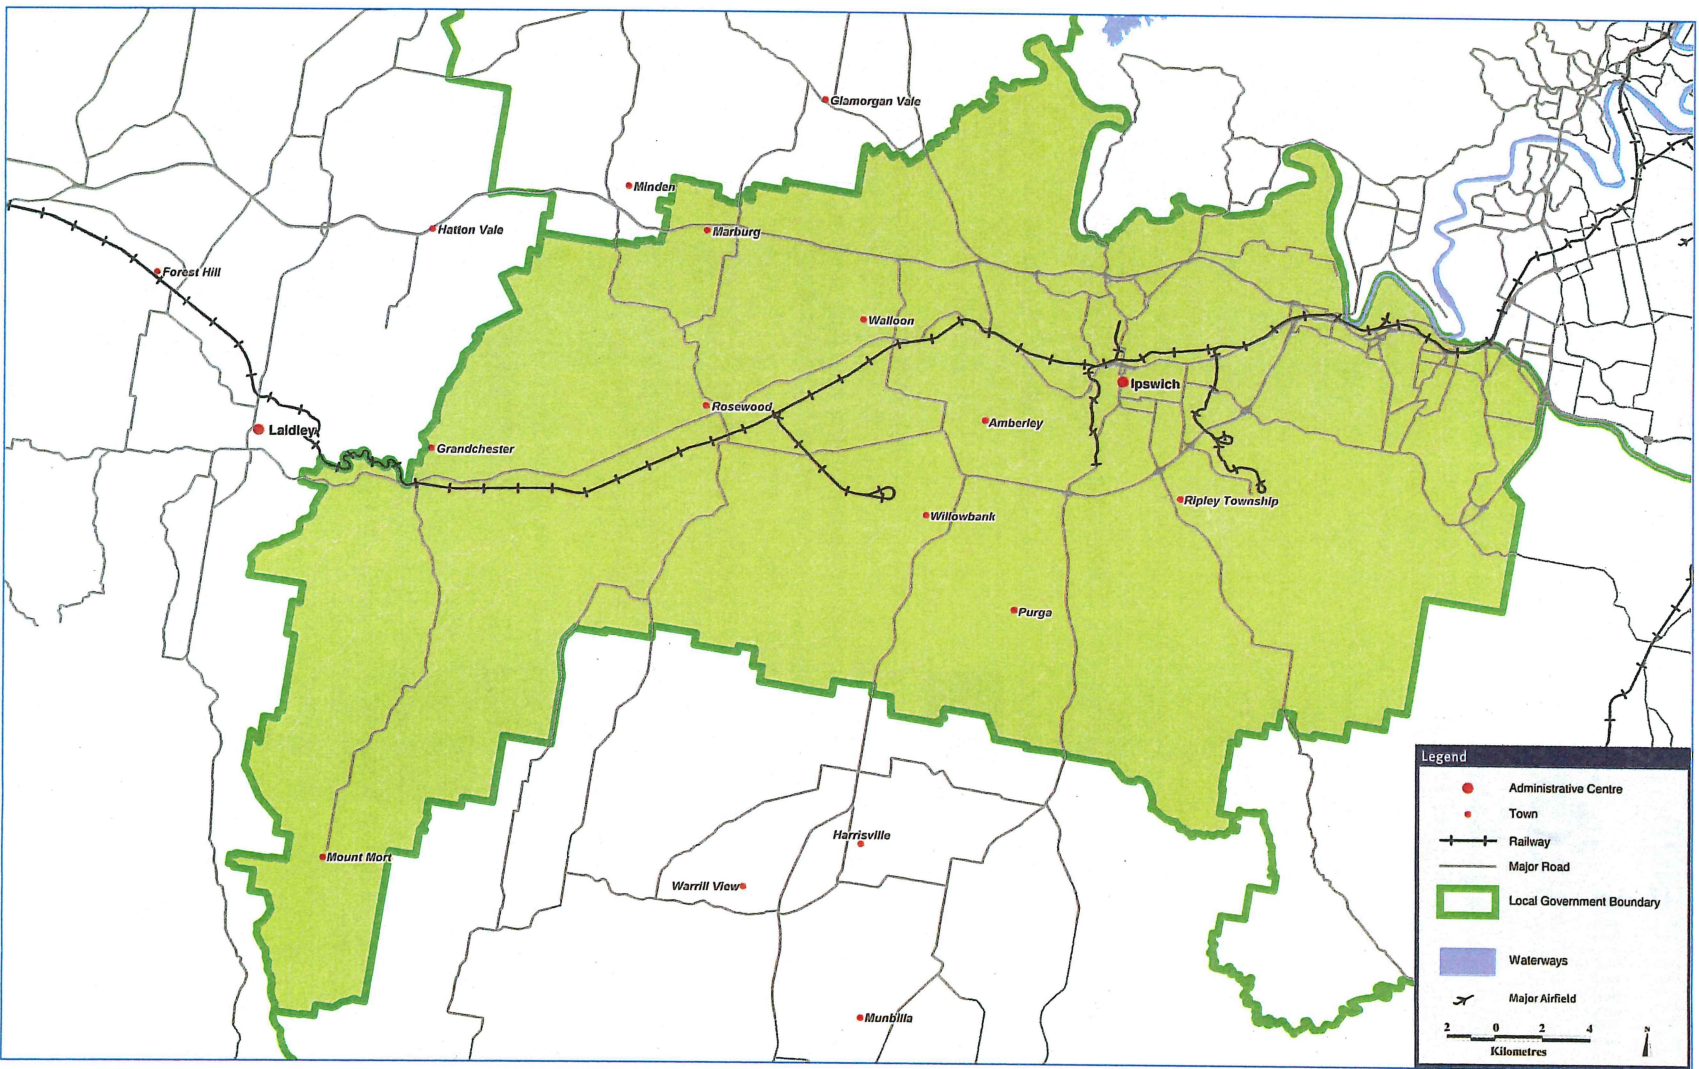 Glamorgan Vale
Minden
Hatton Vale
Marburg
Forest Hill
Walloon
Ipswich
Rosewood
Amberley
Laidley
Grandchester
Ripley Township
Willowbank
Purga
Mount Mort
Harrisville
Warrill View
Munbilla
Legend
Administrative Centre
Town
Railway
Major Road
Local Government Boundary
Waterways
Major Airfield
2 0 2 4
Kilometres
N